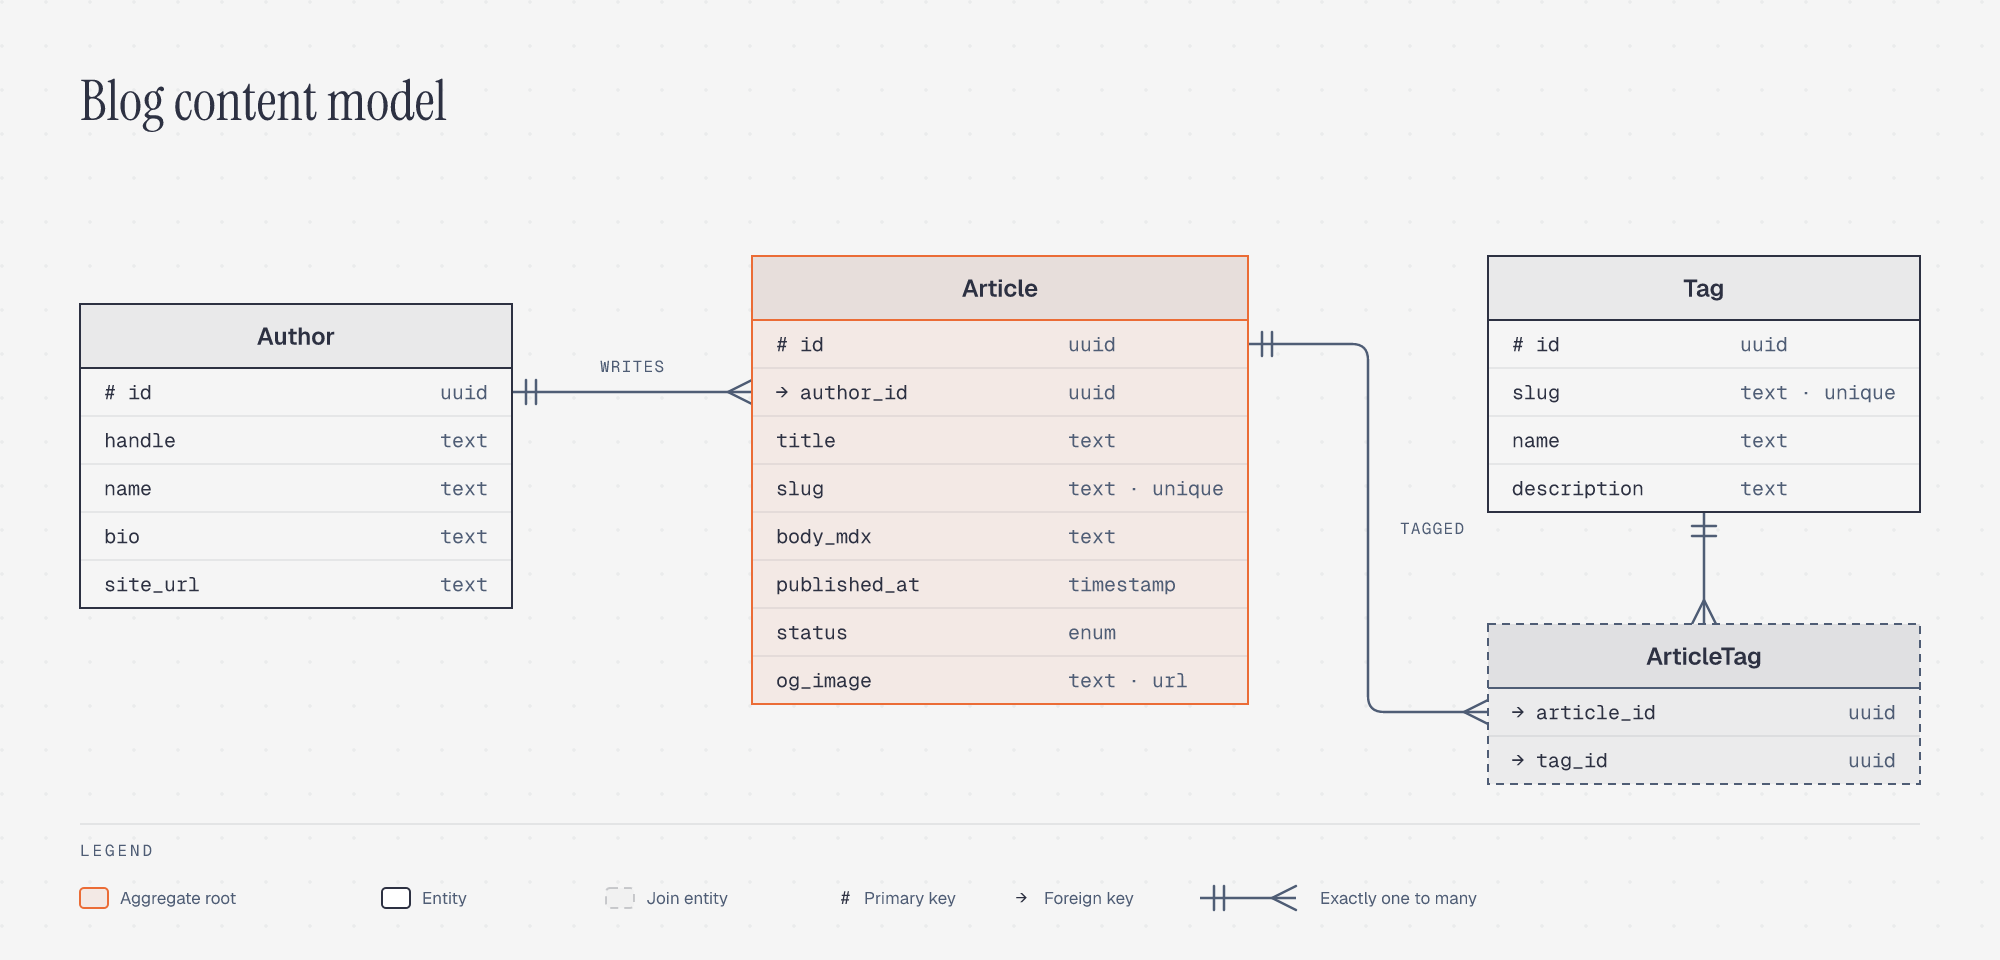 Blog content model
Author
# id uuid
handle text
name text
bio text
site_url text
WRITES
Article
# id uuid
→ author_id uuid
title text
slug text · unique
body_mdx text
published_at timestamp
status enum
og_image text · url
TAGGED
Tag
# id uuid
slug text · unique
name text
description text
ArticleTag
→ article_id uuid
→ tag_id uuid
LEGEND
Aggregate root
Entity
Join entity
# Primary key
→ Foreign key
Exactly one to many